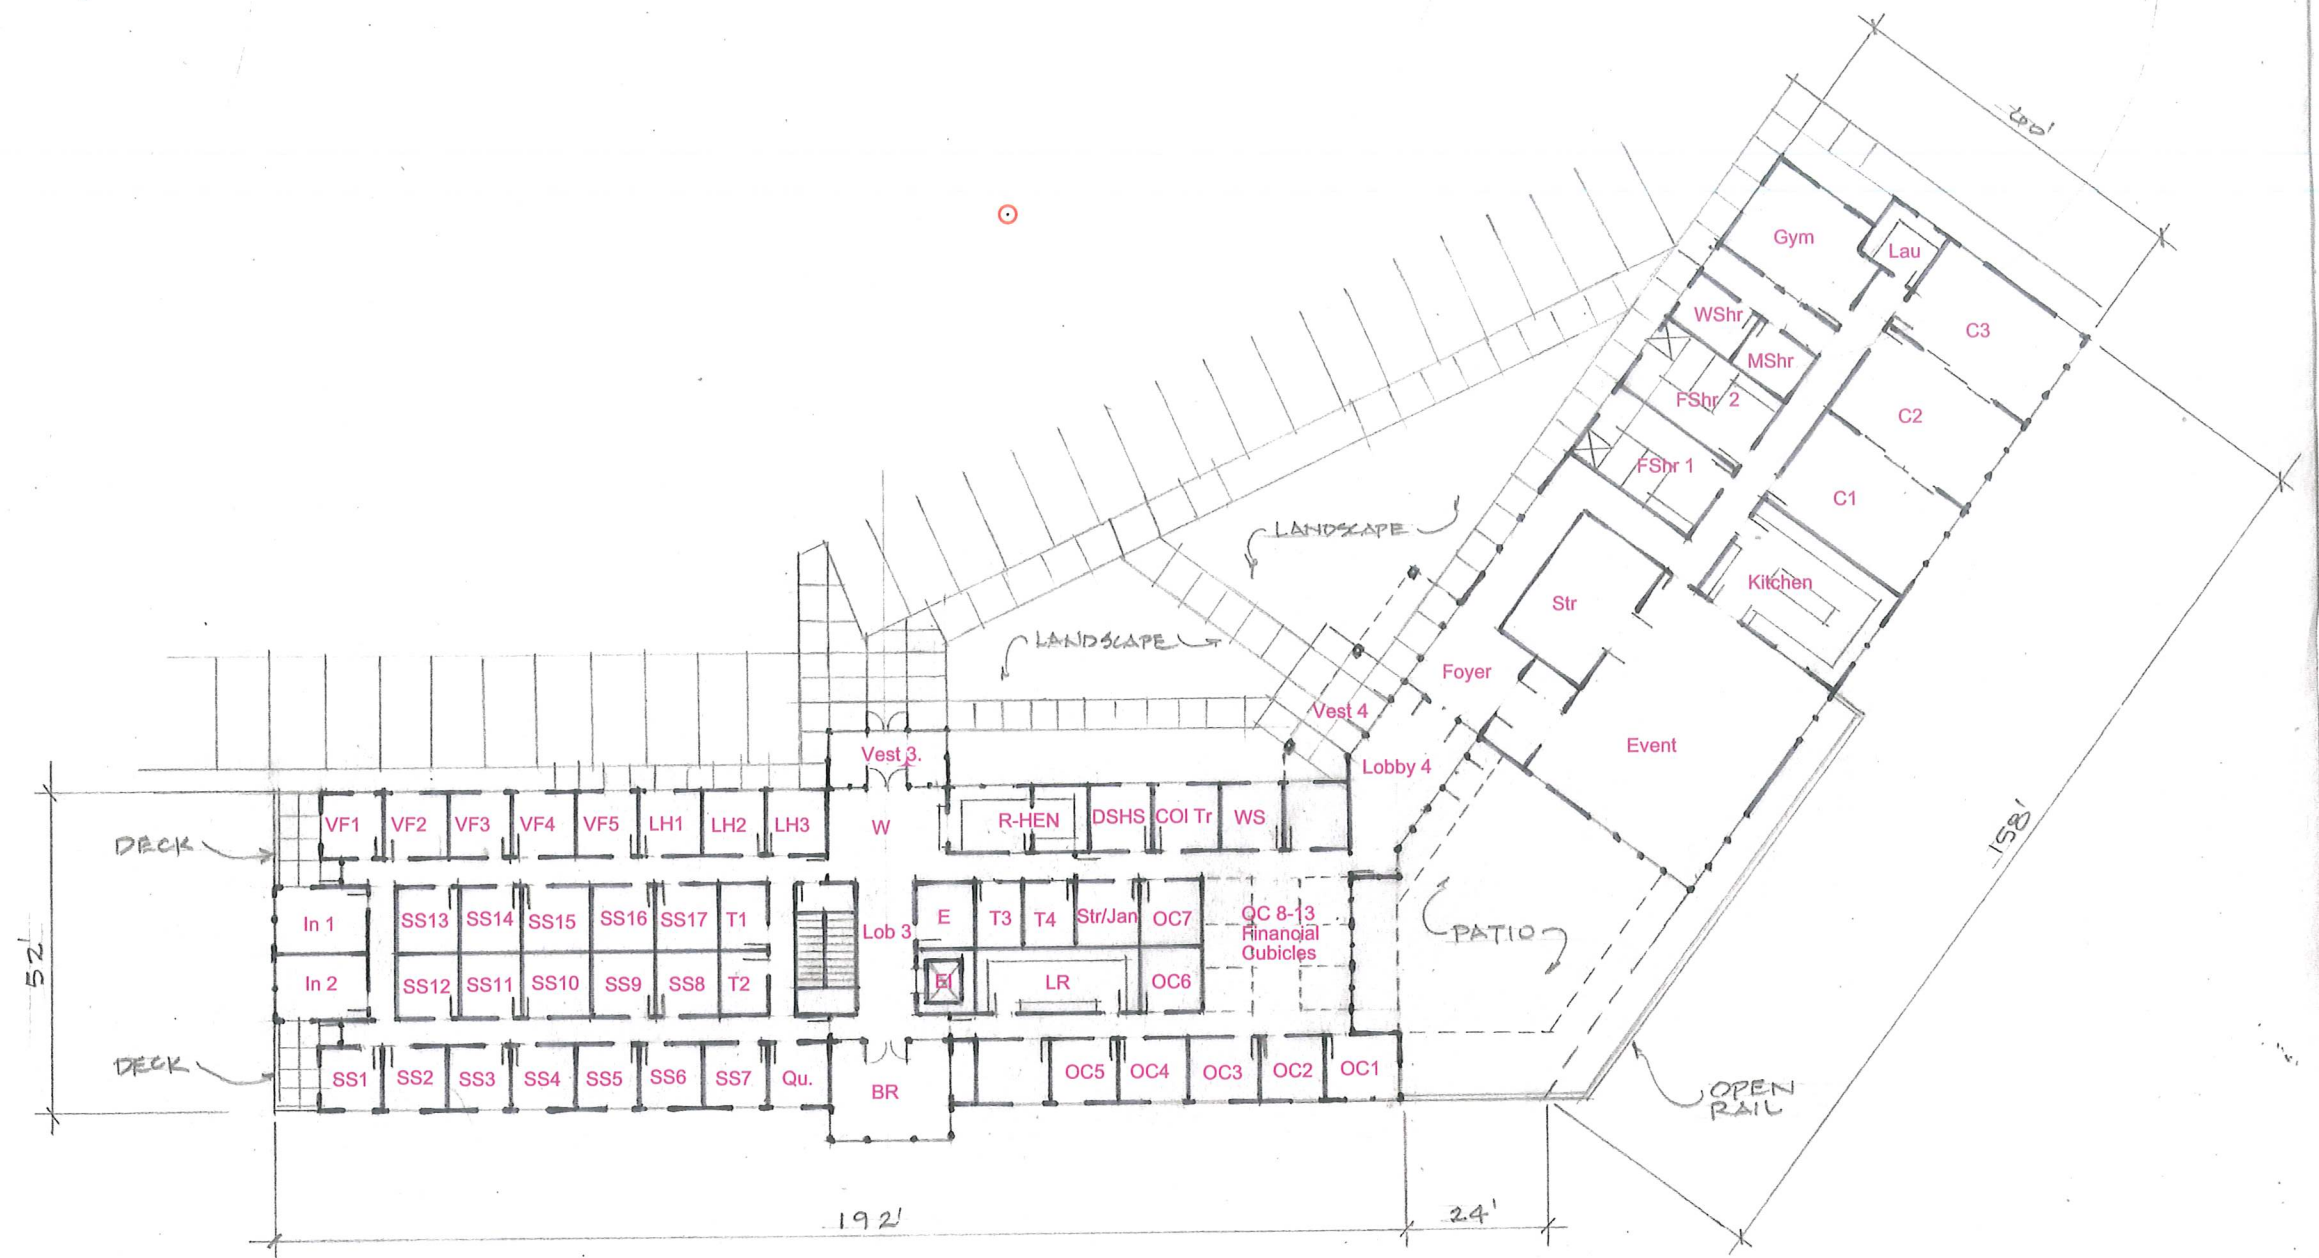 60'
Gym
Lau
WShr
C3
MShr
FShr 2
C2
FShr 1
C1
LANDSCAPE
Kitchen
Str
LANDSCAPE
Foyer
Vest 4
Event
Vest 3.
Lobby 4
158'
DECK
VF1 VF2 VF3 VF4 VF5 LH1 LH2 LH3 W R-HEN DSHS COI Tr WS
In 1 SS13 SS14 SS15 SS16 SS17 T1 Lob 3 E T3 T4 Str/Jan OC7 OC 8-13
Financial
Cubicles
PATIO
52'
In 2 SS12 SS11 SS10 SS9 SS8 T2 El LR OC6
DECK
SS1 SS2 SS3 SS4 SS5 SS6 SS7 Qu. BR OC5 OC4 OC3 OC2 OC1
OPEN
RAIL
192'
24'